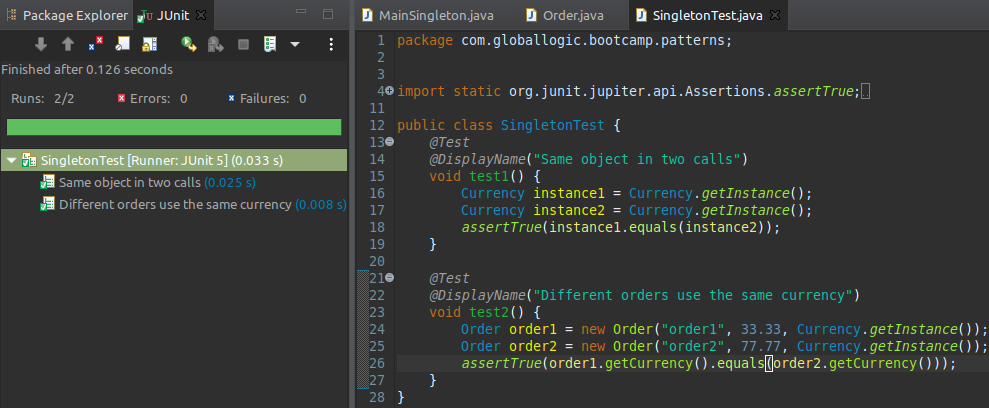 Package Explorer JUnit
Finished after 0.126 seconds
Runs: 2/2 Errors: 0 Failures: 0
SingletonTest [Runner: JUnit 5] (0.033 s)
Same object in two calls (0.025 s)
Different orders use the same currency (0.008 s)
MainSingleton.java Order.java SingletonTest.java
1 package com.globallogic.bootcamp.patterns;
2
3
4 import static org.junit.jupiter.api.Assertions.assertTrue;
11
12 public class SingletonTest {
13 @Test
14 @DisplayName("Same object in two calls")
15 void test1() {
16 Currency instance1 = Currency.getInstance();
17 Currency instance2 = Currency.getInstance();
18 assertTrue(instance1.equals(instance2));
19 }
20
21 @Test
22 @DisplayName("Different orders use the same currency")
23 void test2() {
24 Order order1 = new Order("order1", 33.33, Currency.getInstance());
25 Order order2 = new Order("order2", 77.77, Currency.getInstance());
26 assertTrue(order1.getCurrency().equals(order2.getCurrency()));
27 }
28 }